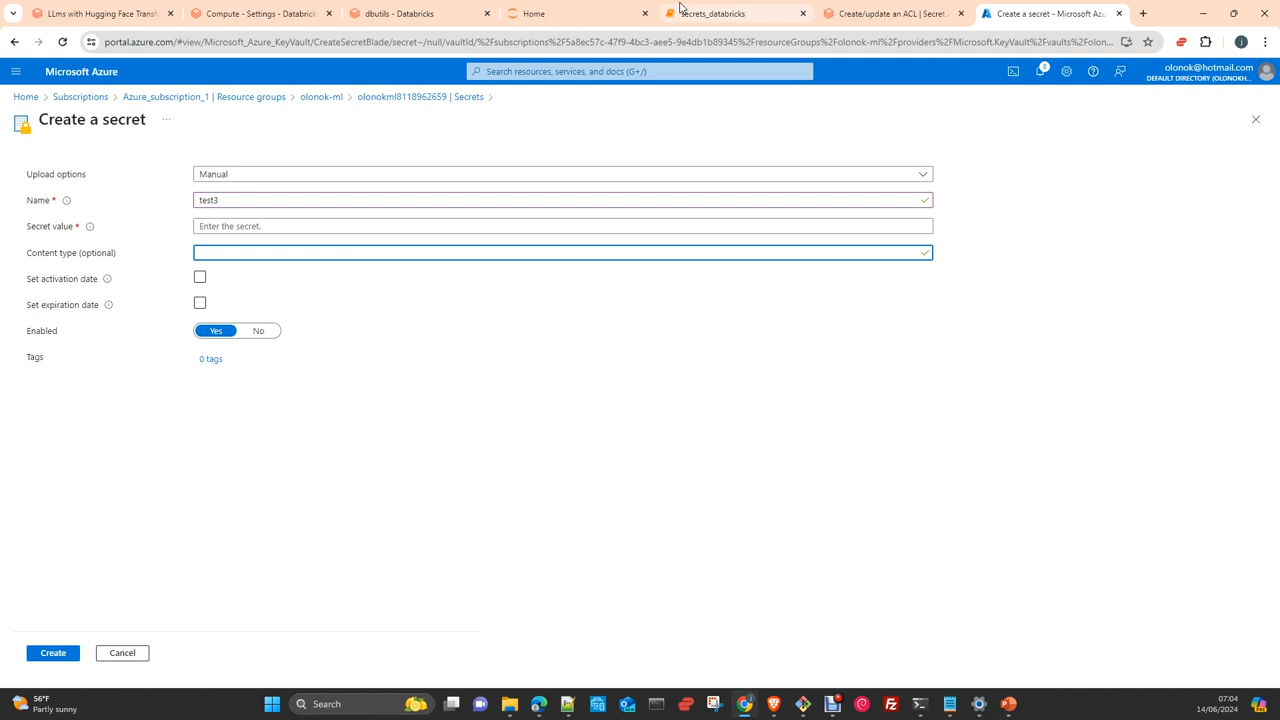 LLms with Hugging Face Transfo
Compute - Settings - Databricks
dbutils - Databricks
Home
secrets_databricks
Create/update an ACL | Secret A
Create a secret - Microsoft Azu
portal.azure.com/#view/Microsoft_Azure_KeyVault/CreateSecretBlade/secret~/null/vaultId/%2Fsubscriptions%2F5a8ec57c-47f9-4bc3-aee5-9e4db1b89345%2FresourceGroups%2Folonok-ml%2Fproviders%2FMicrosoft.KeyVault%2Fvaults%2Folon...
Microsoft Azure
Search resources, services, and docs (G+/)
8
olonok@hotmail.com
DEFAULT DIRECTORY (OLONOKH...
Home > Subscriptions > Azure_subscription_1 | Resource groups > olonok-ml > olonokml8118962659 | Secrets >
Create a secret ...
Upload options
Manual
Name *
test3
Secret value *
Enter the secret.
Content type (optional)
Set activation date
Set expiration date
Enabled
Yes No
Tags
0 tags
Create
Cancel
56°F
Partly sunny
Search
07:04
14/06/2024